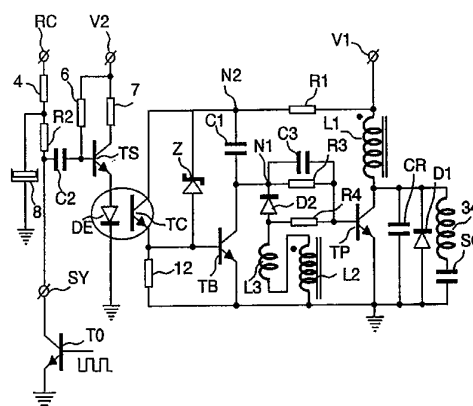 RC V2 V1
4 6 7 N2 R1 L1
R2 C1 C3
TS Z N1 R3 CR D1 34
C2 D2 R4 SC
8 DE TC TP
12 TB L3 L2
SY
T0